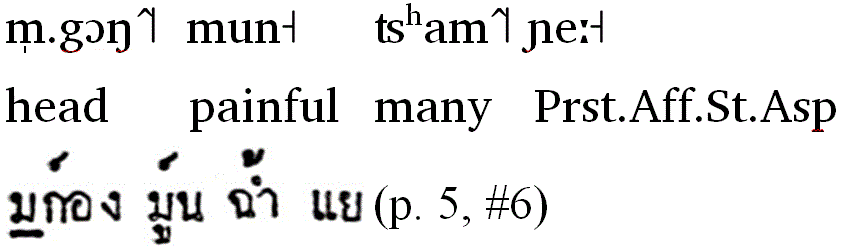 m̩.gɔŋ˦˥˦ mun˧ tsʰam˦˥˦ ɲeː˧
head painful many Prst.Aff.St.Asp
ม̲ก์อง มู์น ฉ้ำ แย (p. 5, #6)